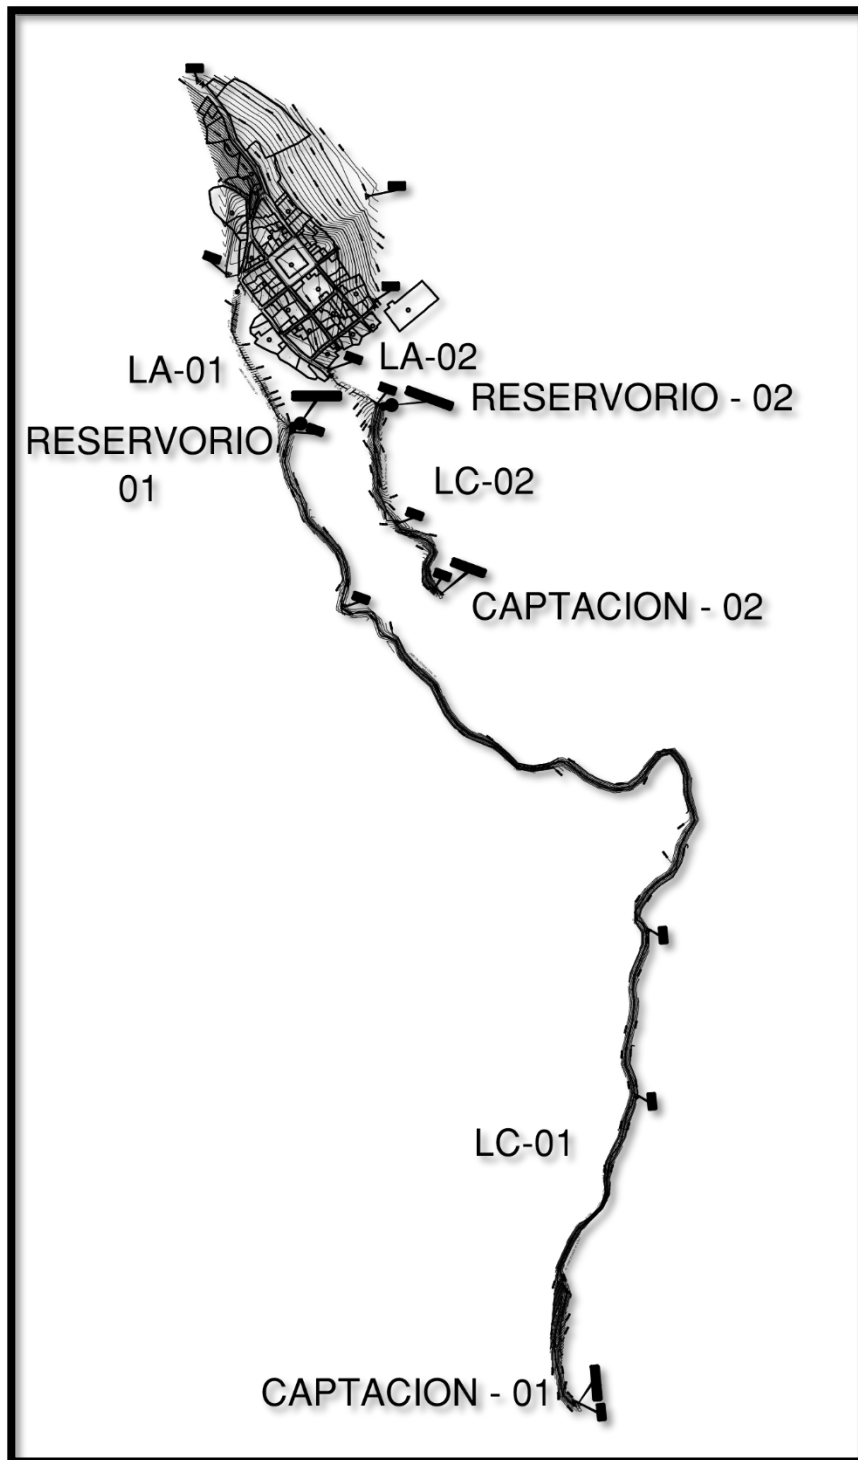 LA-01
LA-02
RESERVORIO - 02
RESERVORIO
01
LC-02
CAPTACION - 02
LC-01
CAPTACION - 01